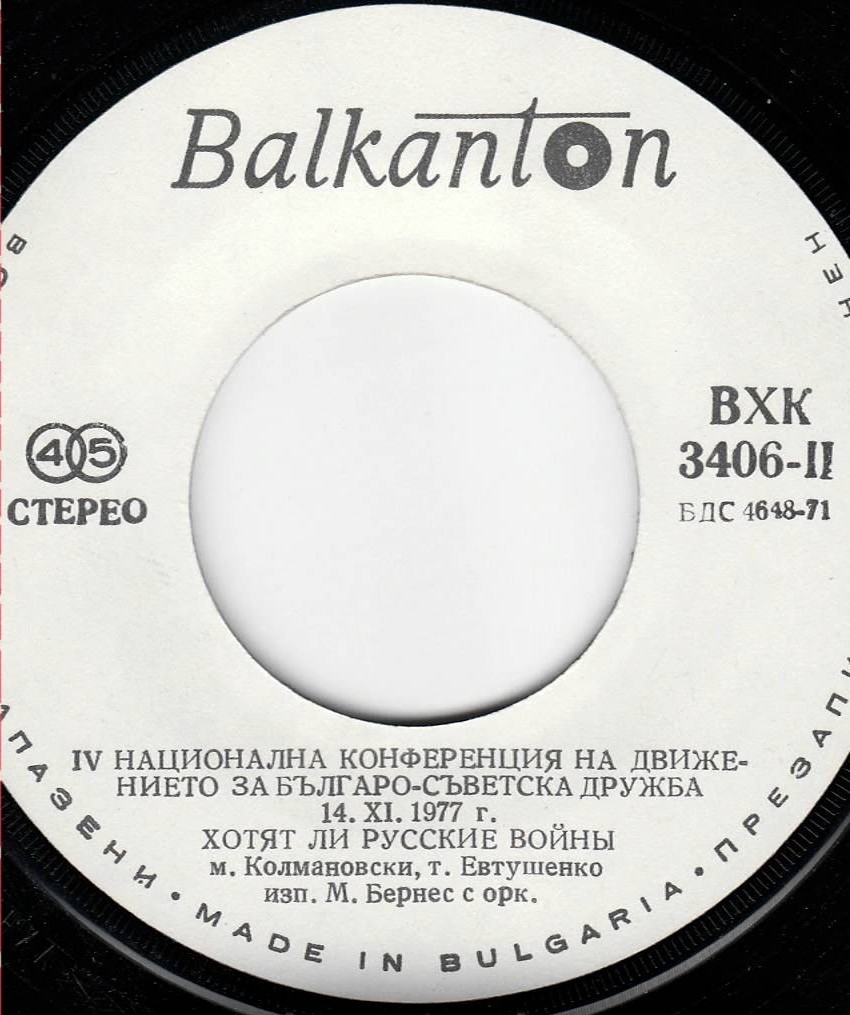 Balkanton
45
СТЕРЕО
ВХК
3406-II
БДС 4648-71
IV НАЦИОНАЛНА КОНФЕРЕНЦИЯ НА ДВИЖЕ-
НИЕТО ЗА БЪЛГАРО-СЪВЕТСКА ДРУЖБА
14. XI. 1977 г.
ХОТЯТ ЛИ РУССКИЕ ВОЙНЫ
м. Колмановски, т. Евтушенко
изп. М. Бернес с орк.
MADE IN BULGARIA